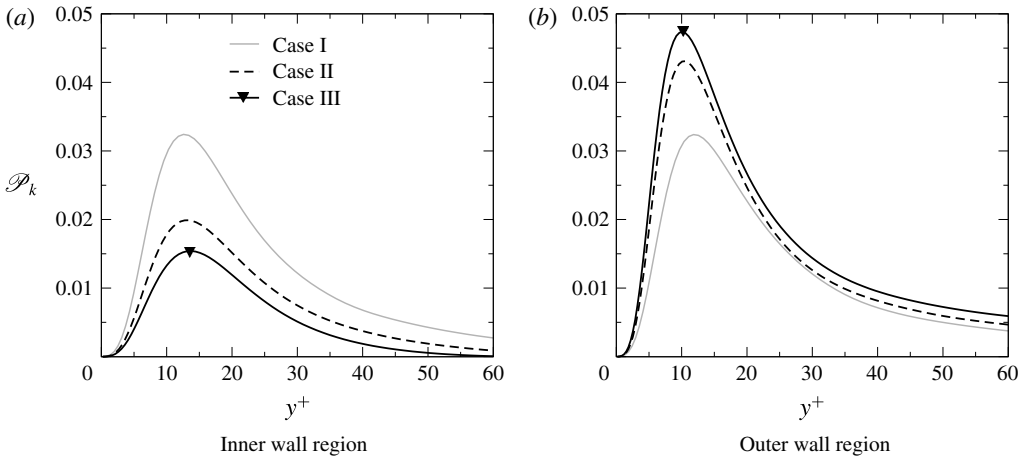 (a)
0.05
0.04
0.03
0.02
0.01
𝒫k
Case I
Case II
Case III
0 10 20 30 40 50 60
y+
Inner wall region
(b)
0.05
0.04
0.03
0.02
0.01
0 10 20 30 40 50 60
y+
Outer wall region